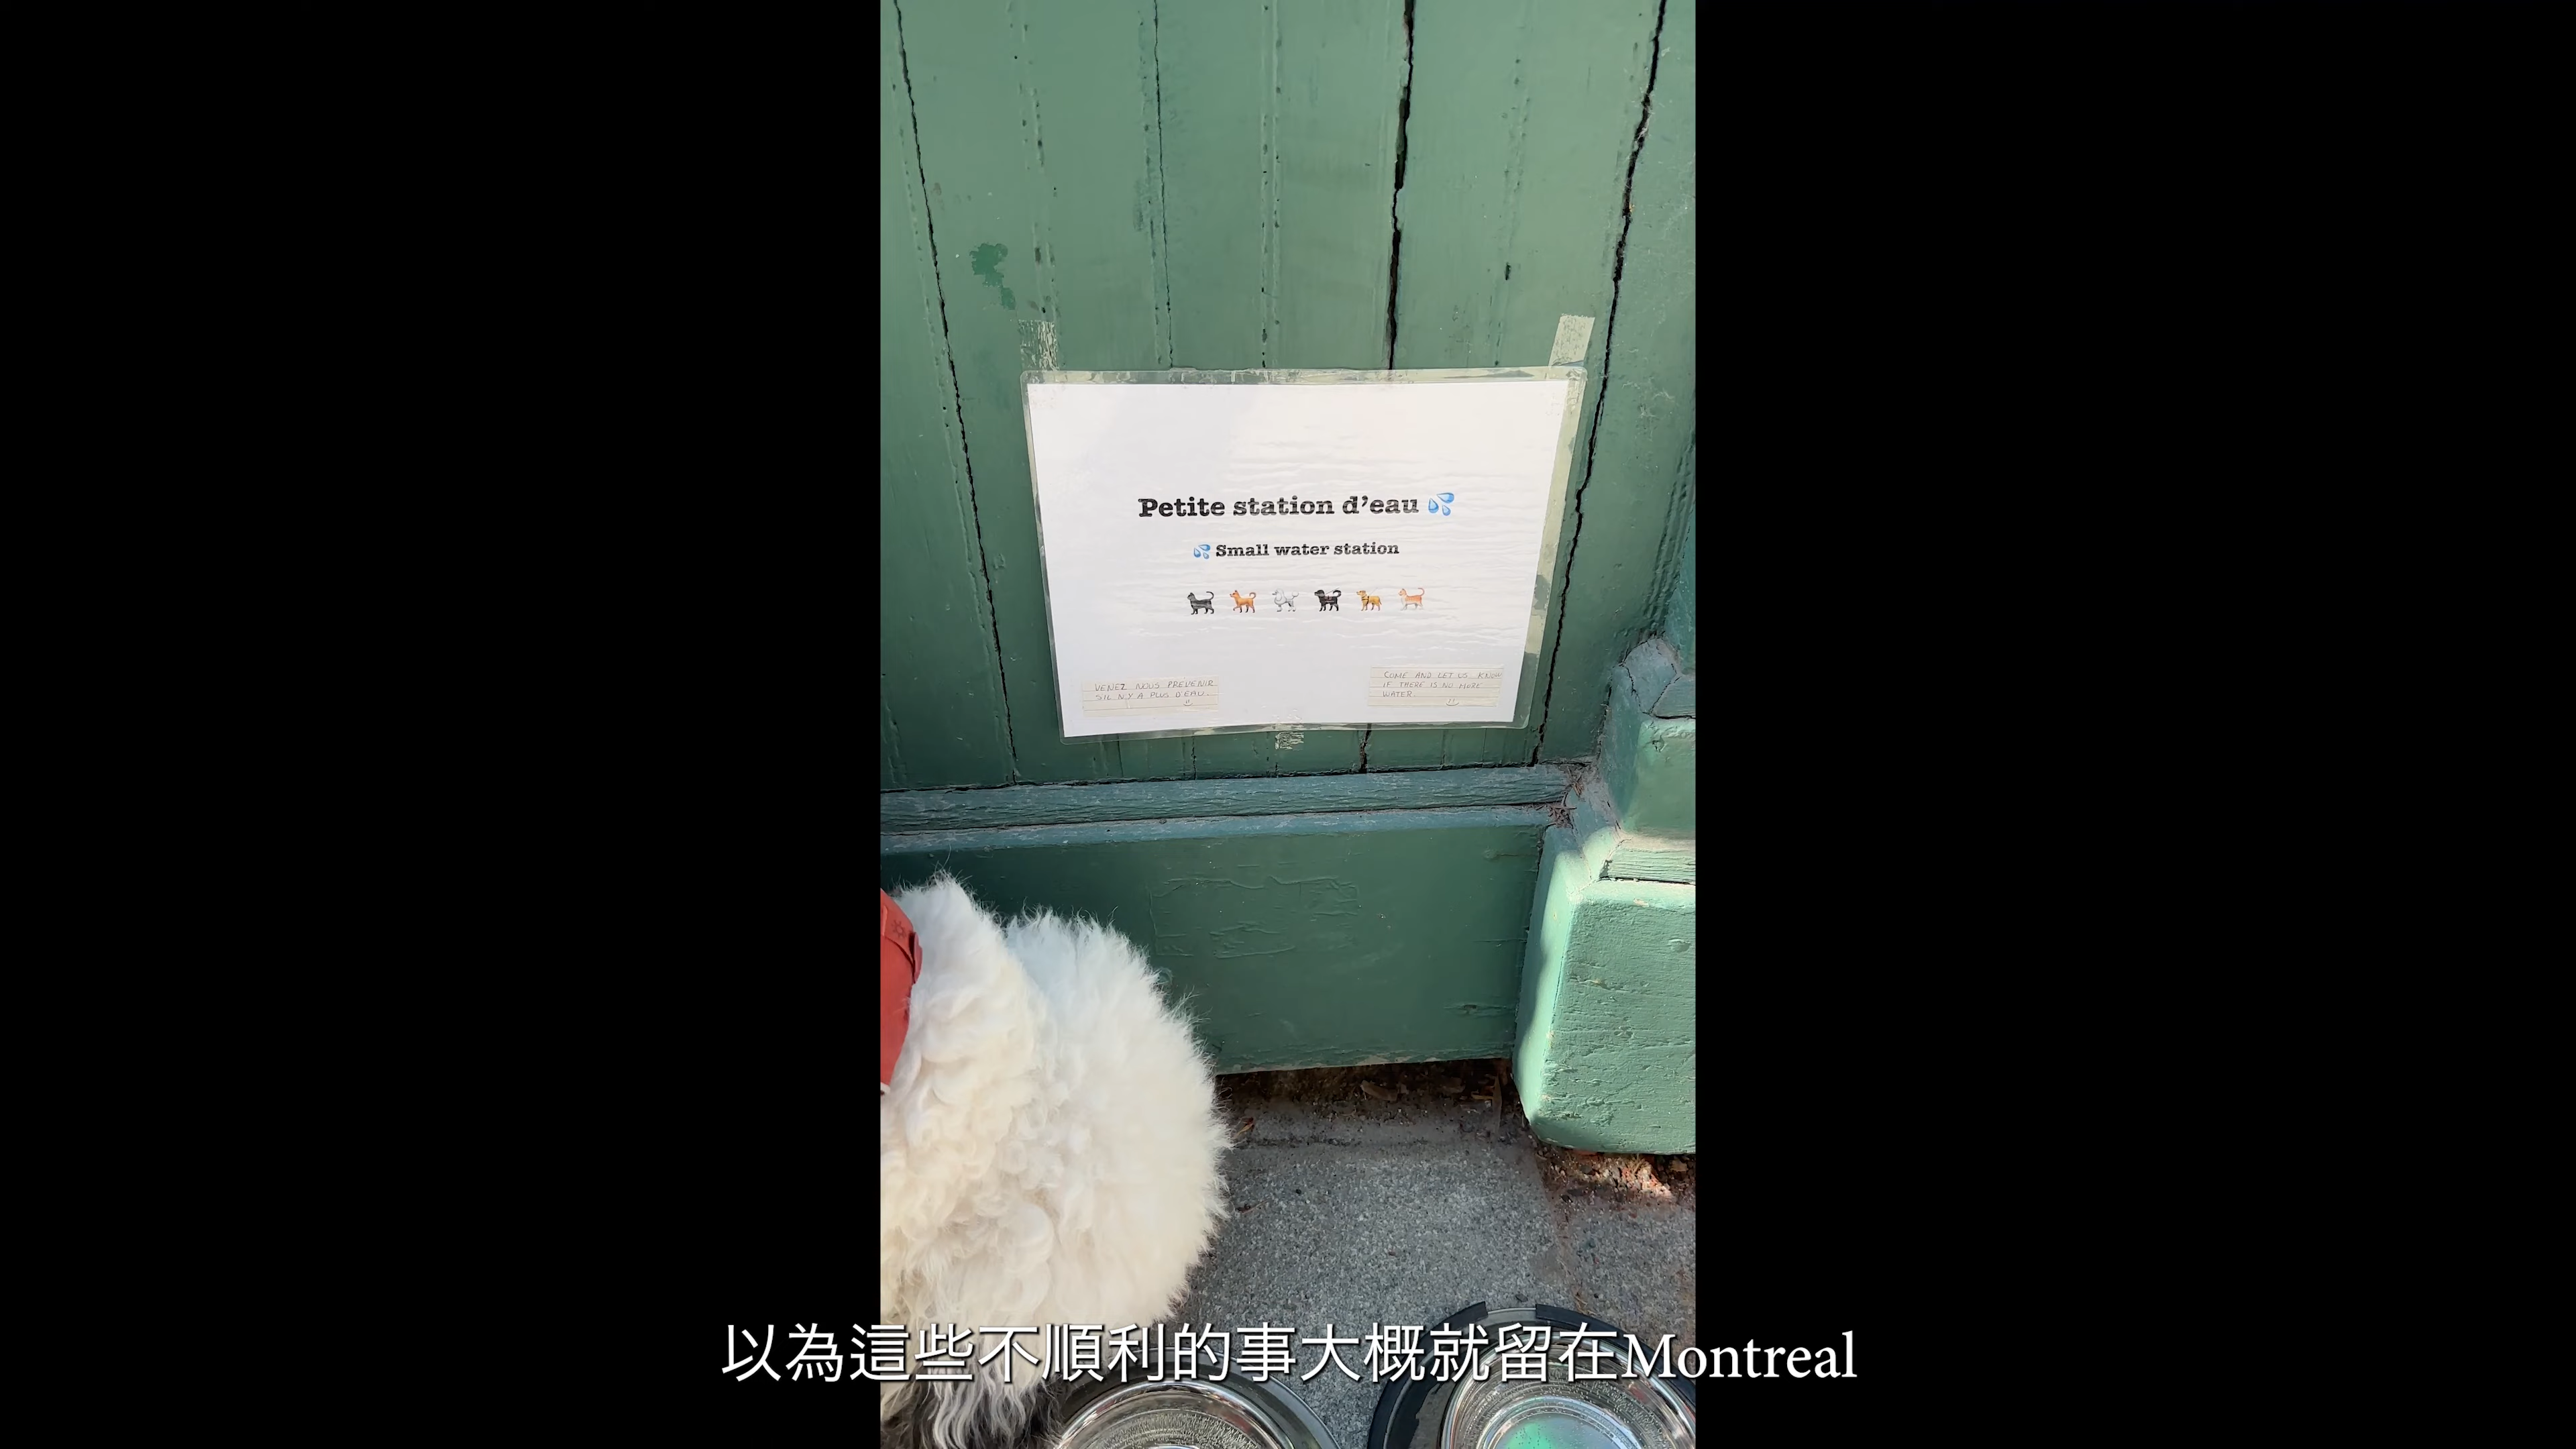 Petite station d'eau
Small water station
VENEZ NOUS PREVENIR
S'IL N'Y A PLUS D'EAU.
COME AND LET US KNOW
IF THERE IS NO MORE
WATER.
以為這些不順利的事大概就留在Montreal